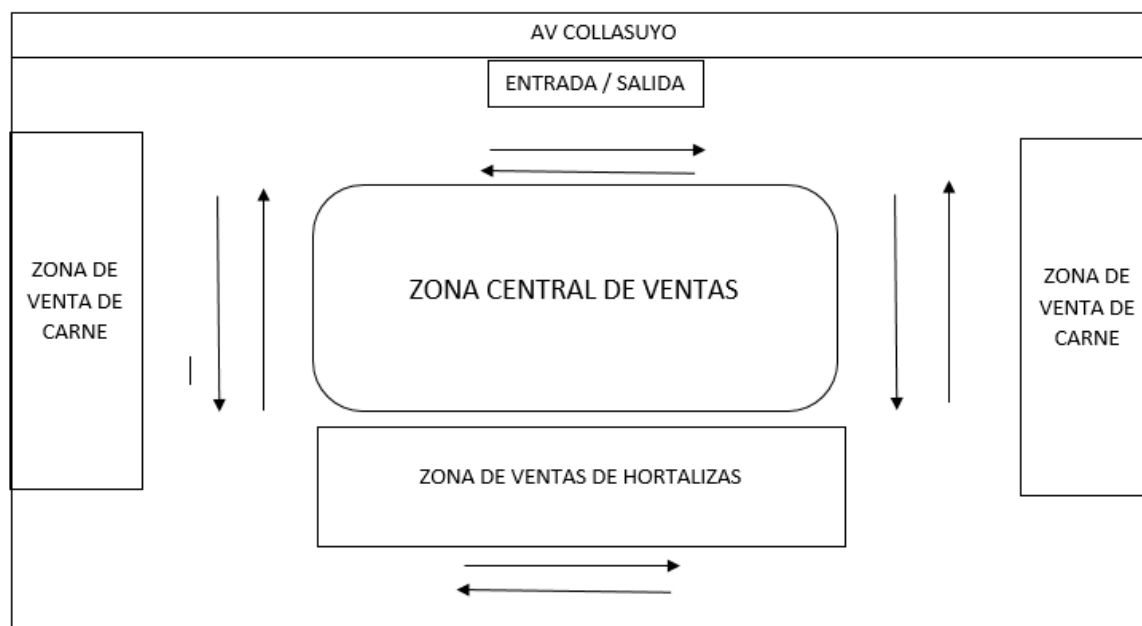 AV COLLASUYO
ENTRADA / SALIDA
ZONA DE
VENTA DE
CARNE
ZONA CENTRAL DE VENTAS
ZONA DE
VENTA DE
CARNE
ZONA DE VENTAS DE HORTALIZAS